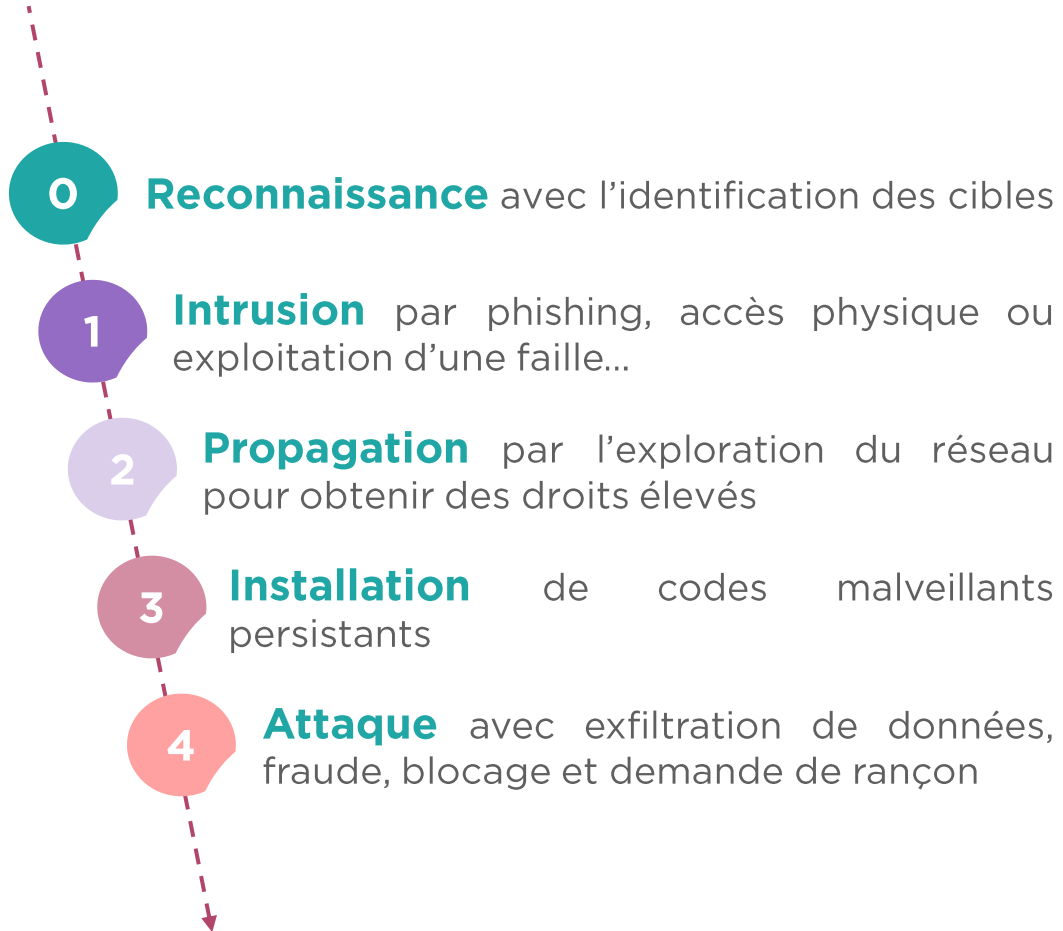 0
Reconnaissance avec l’identification des cibles
1
Intrusion par phishing, accès physique ou
exploitation d’une faille...
2
Propagation par l’exploration du réseau
pour obtenir des droits élevés
3
Installation de codes malveillants
persistants
4
Attaque avec exfiltration de données,
fraude, blocage et demande de rançon